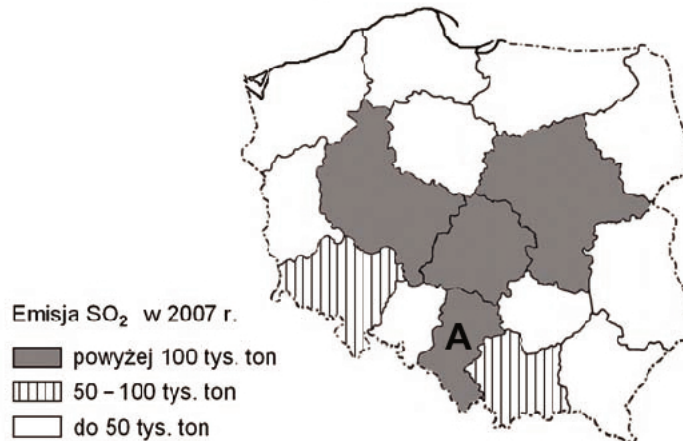 A
Emisja SO₂ w 2007 r.
powyżej 100 tys. ton
50 – 100 tys. ton
do 50 tys. ton